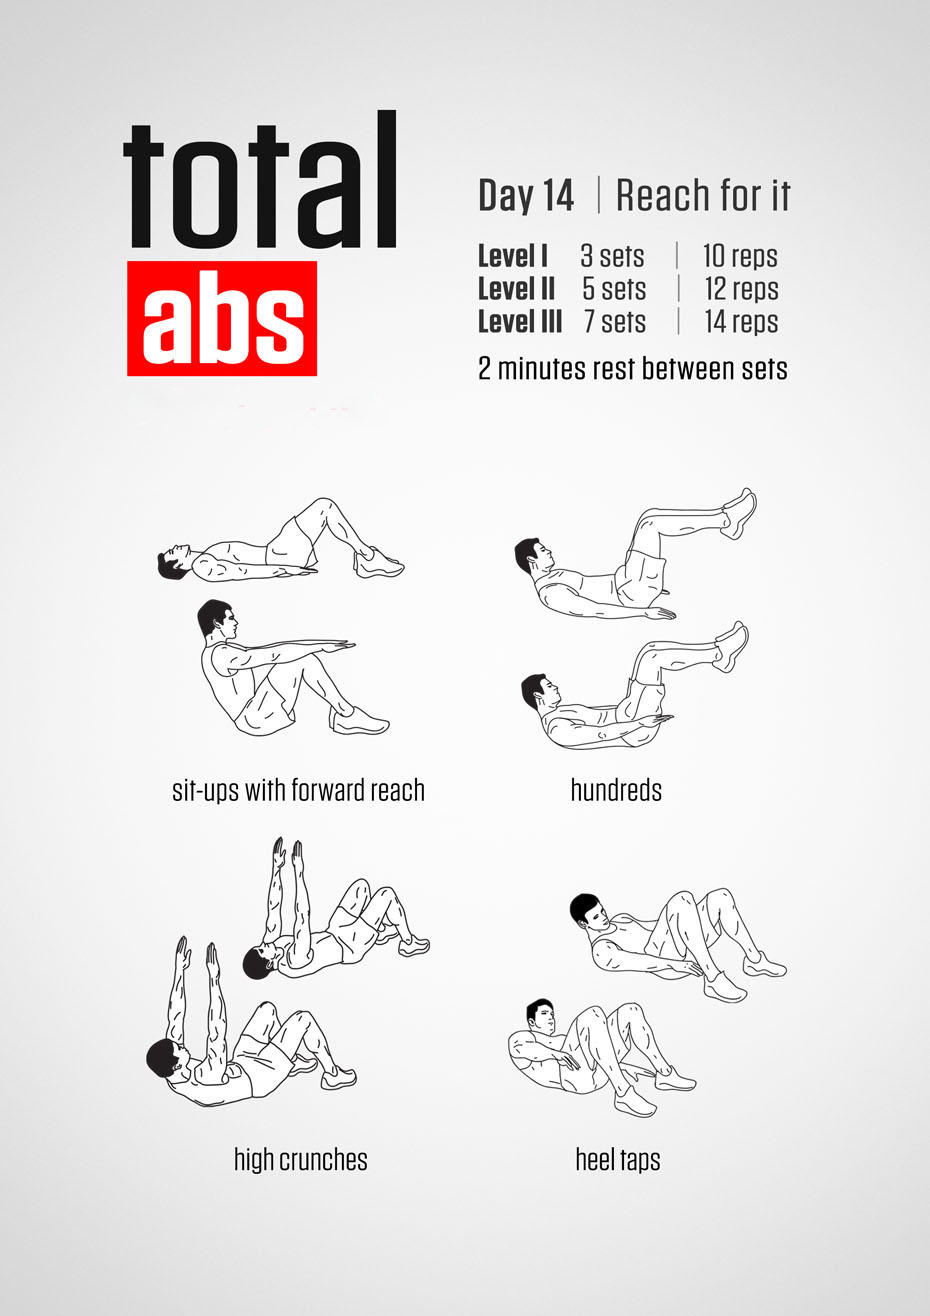 total
abs
Day 14 | Reach for it
Level I 3 sets | 10 reps
Level II 5 sets | 12 reps
Level III 7 sets | 14 reps
2 minutes rest between sets
sit-ups with forward reach
hundreds
high crunches
heel taps